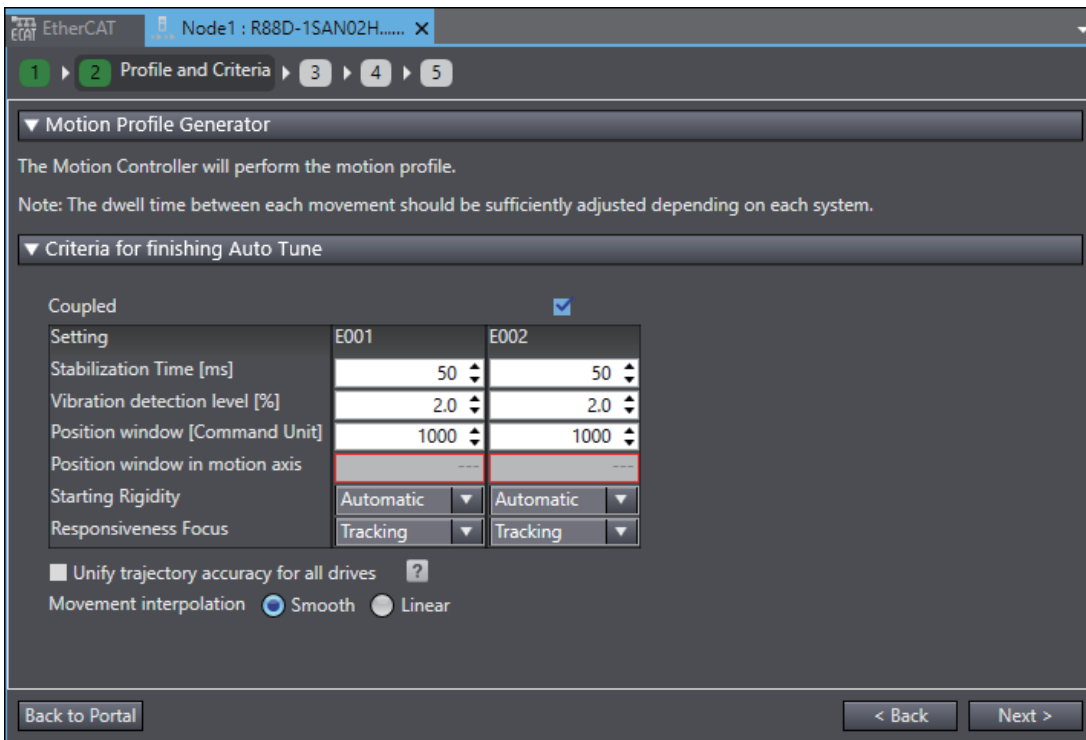 ECAT EtherCAT Node1 : R88D-1SAN02H...... X
1 2 Profile and Criteria 3 4 5
Motion Profile Generator
The Motion Controller will perform the motion profile.
Note: The dwell time between each movement should be sufficiently adjusted depending on each system.
Criteria for finishing Auto Tune
Coupled
Setting E001 E002
Stabilization Time [ms] 50 50
Vibration detection level [%] 2.0 2.0
Position window [Command Unit] 1000 1000
Position window in motion axis --- ---
Starting Rigidity Automatic Automatic
Responsiveness Focus Tracking Tracking
Unify trajectory accuracy for all drives ?
Movement interpolation Smooth Linear
Back to Portal < Back Next >